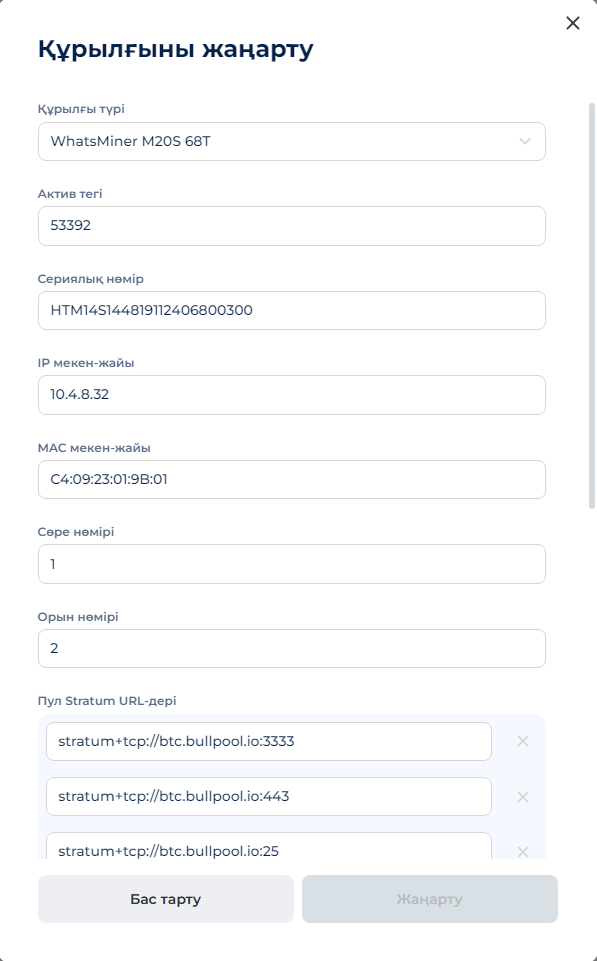 Құрылғыны жаңарту
Құрылғы түрі
WhatsMiner M20S 68T
Актив тегі
53392
Сериялық нөмір
HTM14S144819112406800300
IP мекен-жайы
10.4.8.32
MAC мекен-жайы
C4:09:23:01:9B:01
Сөре нөмірі
1
Орын нөмірі
2
Пул Stratum URL-дері
stratum+tcp://btc.bullpool.io:3333
stratum+tcp://btc.bullpool.io:443
stratum+tcp://btc.bullpool.io:25
Бас тарту
Жаңарту